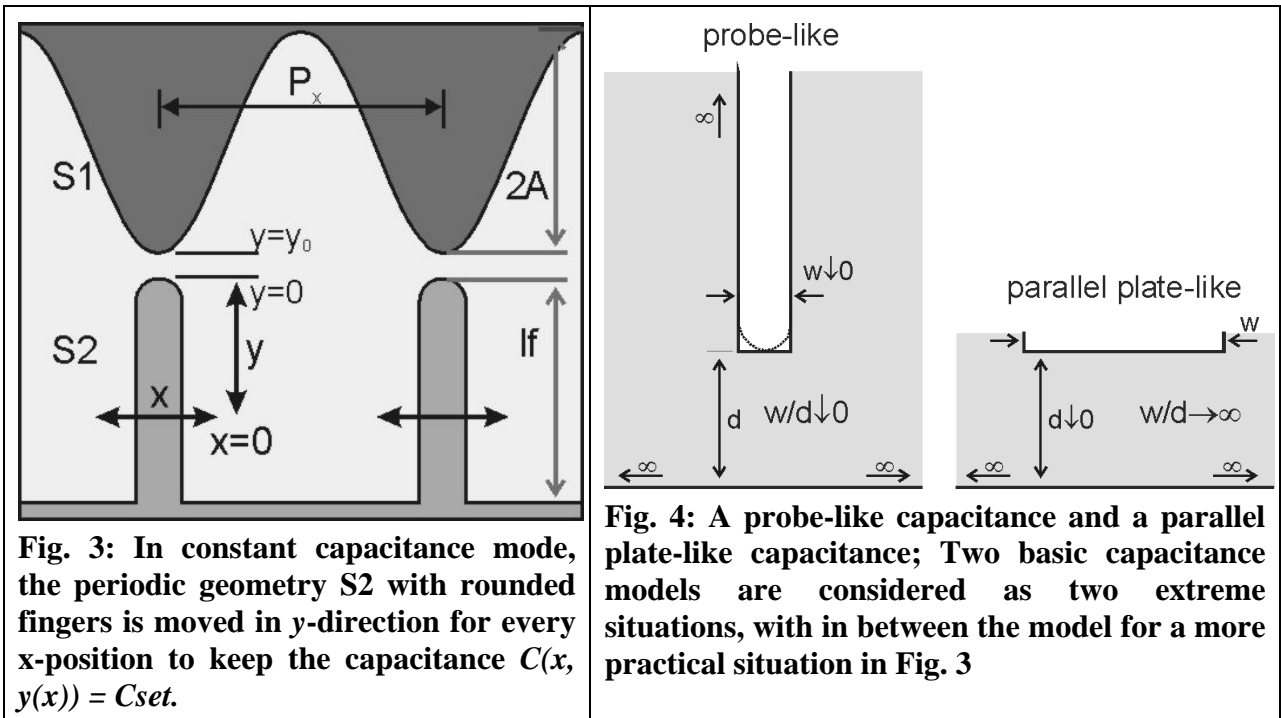 P_x
S1
2A
y=y₀
y=0
S2
y
lf
x
x=0
Fig. 3: In constant capacitance mode,
the periodic geometry S2 with rounded
fingers is moved in y-direction for every
x-position to keep the capacitance C(x,
y(x)) = Cset.
probe-like
∞
w↓0
d
w/d↓0
∞
∞
parallel plate-like
w
d↓0
w/d→∞
∞
∞
Fig. 4: A probe-like capacitance and a parallel
plate-like capacitance; Two basic capacitance
models are considered as two extreme
situations, with in between the model for a more
practical situation in Fig. 3